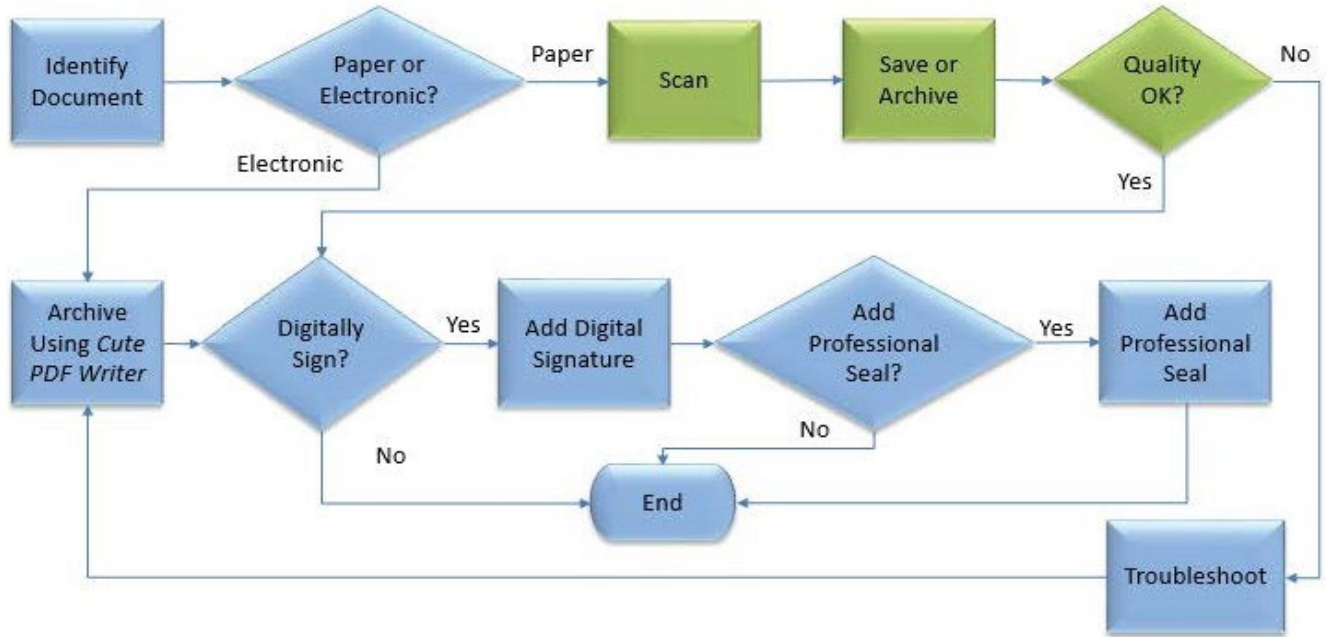 Identify
Document
Paper or
Electronic?
Paper
Scan
Save or
Archive
Quality
OK?
No
Electronic
Yes
Archive
Using Cute
PDF Writer
Digitally
Sign?
Yes
Add Digital
Signature
Add
Professional
Seal?
Yes
Add
Professional
Seal
No
No
End
Troubleshoot